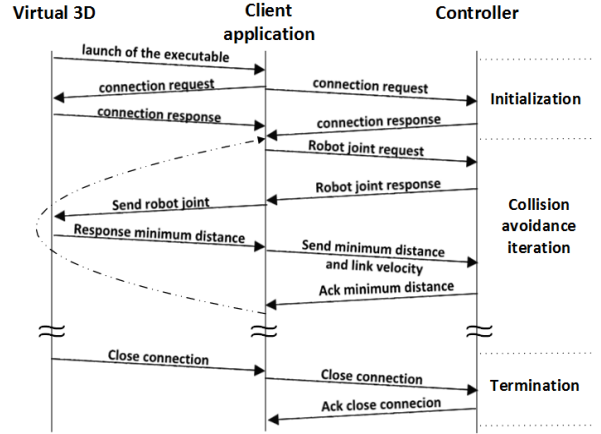 Virtual 3D
Client
application
Controller
launch of the executable
connection request
connection request
connection response
connection response
Initialization
Robot joint request
Robot joint response
Send robot joint
Response minimum distance
Send minimum distance
and link velocity
Ack minimum distance
Collision
avoidance
iteration
Close connection
Close connection
Ack close connecion
Termination